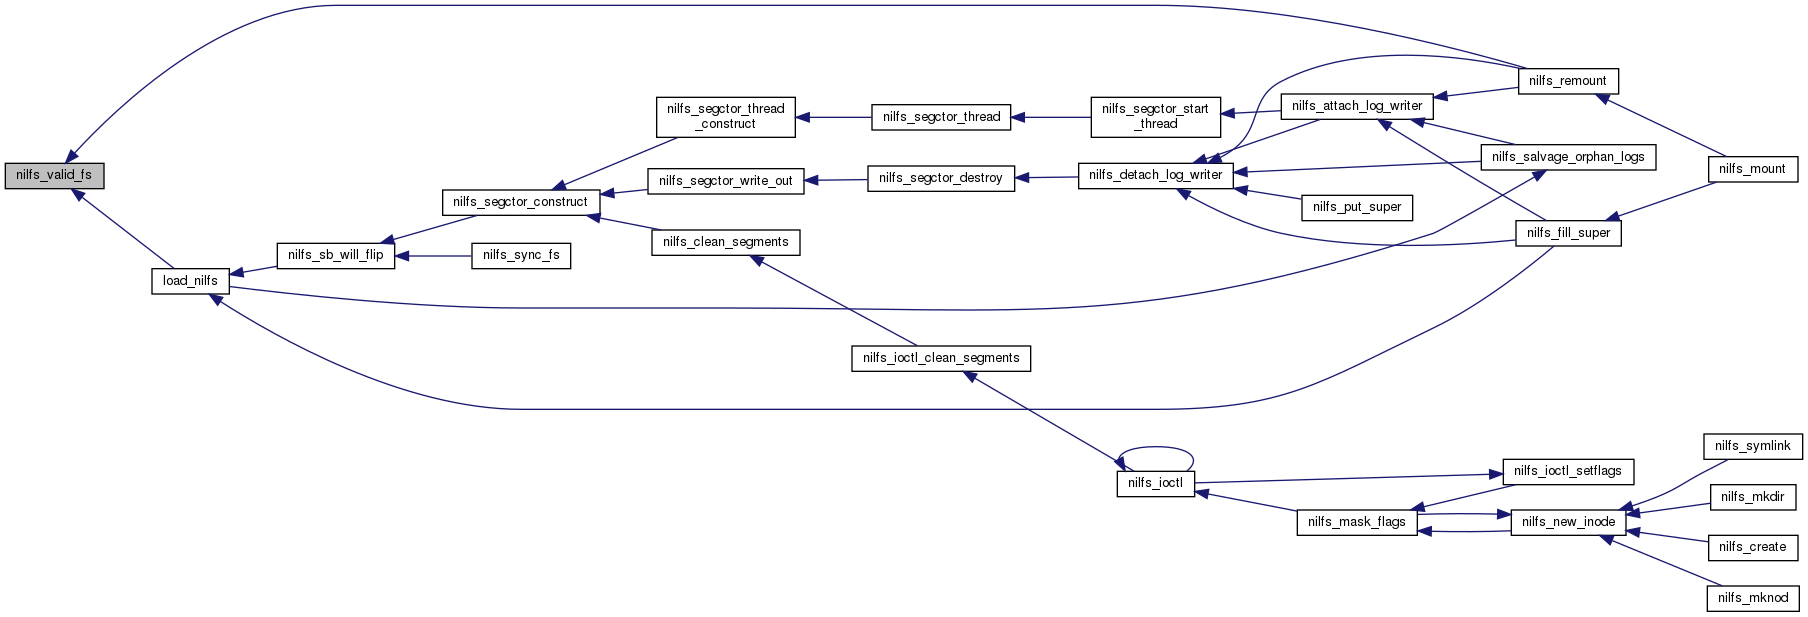 nilfs_valid_fs
load_nilfs
nilfs_sb_will_flip
nilfs_segctor_construct
nilfs_sync_fs
nilfs_segctor_thread
_construct
nilfs_segctor_write_out
nilfs_clean_segments
nilfs_segctor_thread
nilfs_segctor_destroy
nilfs_ioctl_clean_segments
nilfs_segctor_start
_thread
nilfs_detach_log_writer
nilfs_ioctl
nilfs_attach_log_writer
nilfs_put_super
nilfs_mask_flags
nilfs_remount
nilfs_salvage_orphan_logs
nilfs_fill_super
nilfs_ioctl_setflags
nilfs_new_inode
nilfs_mount
nilfs_symlink
nilfs_mkdir
nilfs_create
nilfs_mknod